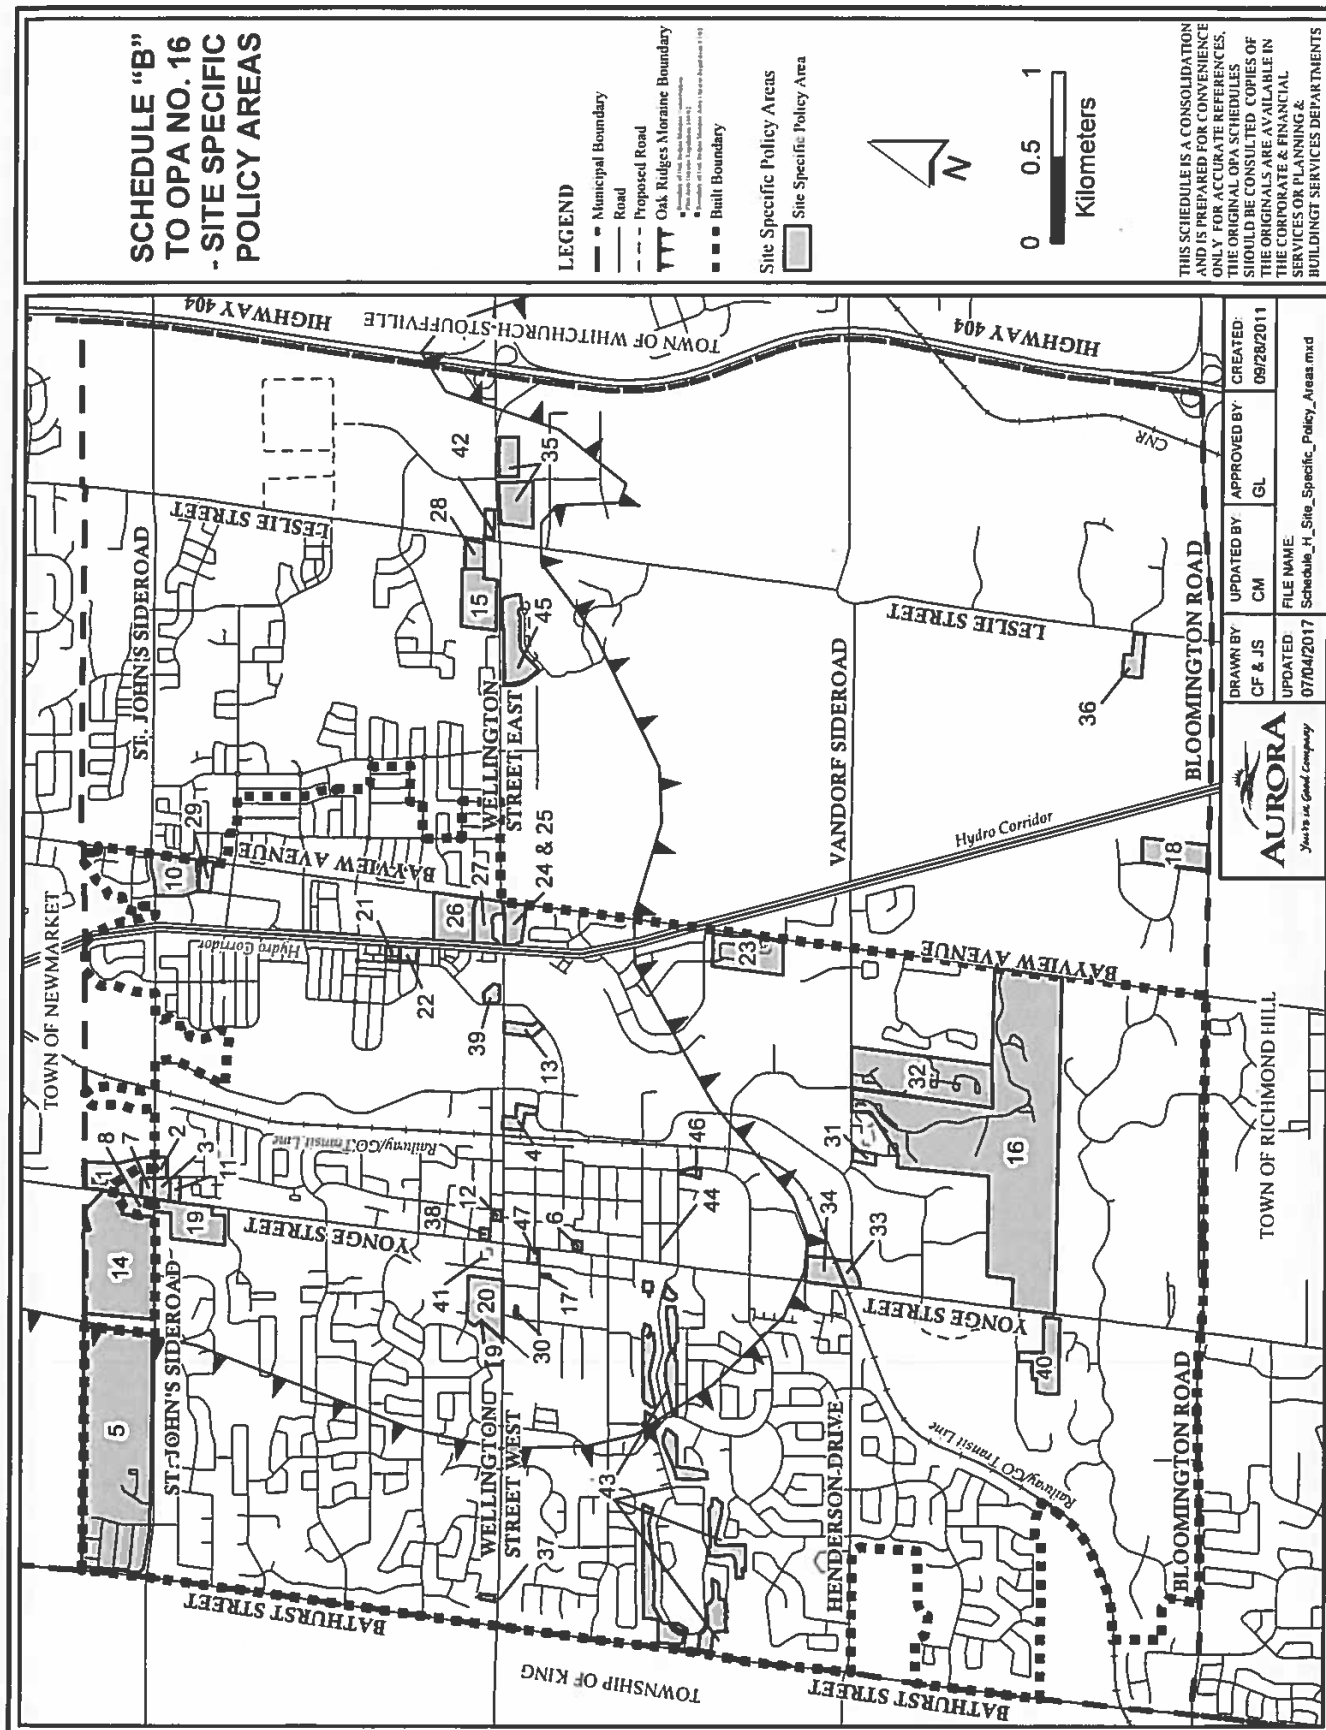 SCHEDULE "B"
TO OPA NO. 16
- SITE SPECIFIC
POLICY AREAS
LEGEND
Municipal Boundary
Road
Proposed Road
Oak Ridges Moraine Boundary
Built Boundary
Site Specific Policy Areas
Site Specific Policy Area
N
0 0.5 1
Kilometers
THIS SCHEDULE IS A CONSOLIDATION
AND IS PREPARED FOR CONVENIENCE
ONLY FOR ACCURATE REFERENCES,
THE ORIGINAL OPA SCHEDULES
SHOULD BE CONSULTED COPIES OF
THE ORIGINALS ARE AVAILABLE IN
THE CORPORATE & FINANCIAL
SERVICES OR PLANNING &
BUILDINGT SERVICES DEPARTMENTS
TOWN OF NEWMARKET
ST. JOHN'S SIDEROAD
ST. JOHN'S SIDEROAD
HIGHWAY 404
HIGHWAY 404
TOWN OF WHITCHURCH-STOUFFVILLE
LESLIE STREET
LESLIE STREET
BAYVIEW AVENUE
BAYVIEW AVENUE
YONGE STREET
YONGE STREET
BATHURST STREET
BATHURST STREET
TOWNSHIP OF KING
WELLINGTON
STREET EAST
WELLINGTON
STREET WEST
VANDORF SIDEROAD
HENDERSON DRIVE
BLOOMINGTON ROAD
BLOOMINGTON ROAD
TOWN OF RICHMOND HILL
Hydro Corridor
Hydro Corridor
Railway/GO Transit Line
Railway/GO Transit Line
CNR
5
14
1
8
7
2
3
11
19
10
29
21
22
26
27
24 & 25
39
13
4
12
38
47
6
41
20
9
30
17
37
43
44
46
28
42
35
15
45
23
31
32
16
34
33
40
18
36
AURORA
You're in Good Company
DRAWN BY: CF & JS
UPDATED BY: CM
APPROVED BY: GL
CREATED: 09/28/2011
UPDATED: 07/04/2017
FILE NAME: Schedule_H_Site_Specific_Policy_Areas.mxd